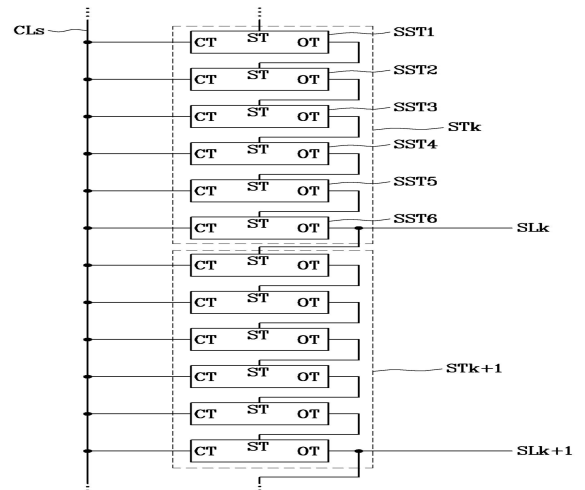 CLs
CT ST OT SST1
CT ST OT SST2
CT ST OT SST3
STk
CT ST OT SST4
CT ST OT SST5
CT ST OT SST6
SLk
CT ST OT
CT ST OT
CT ST OT
CT ST OT
STk+1
CT ST OT
CT ST OT
SLk+1